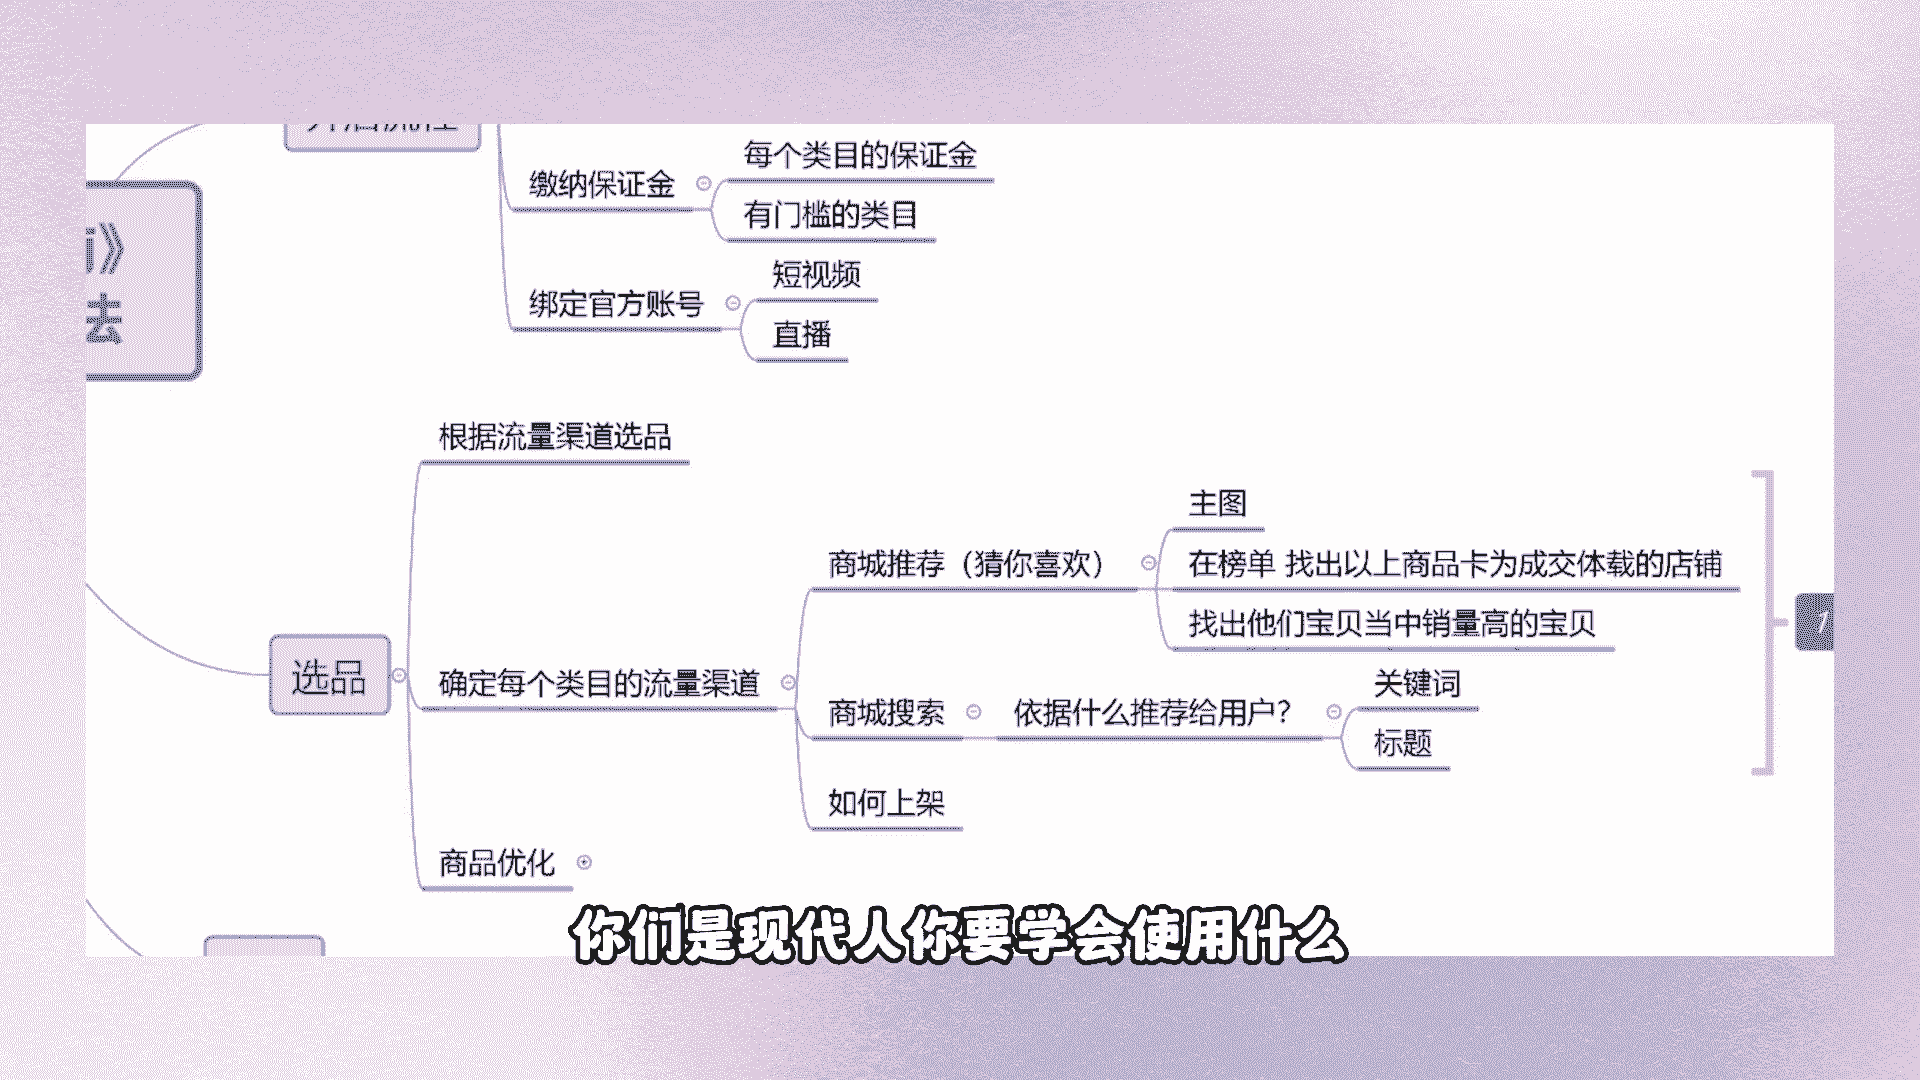 每个类目的保证金
缴纳保证金
有门槛的类目
短视频
绑定官方账号
直播
》
法
根据流量渠道选品
主图
商城推荐（猜你喜欢）
在榜单 找出以上商品卡为成交体载的店铺
找出他们宝贝当中销量高的宝贝
选品
确定每个类目的流量渠道
关键词
商城搜索
依据什么推荐给用户？
标题
如何上架
商品优化
你们是现代人你要学会使用什么